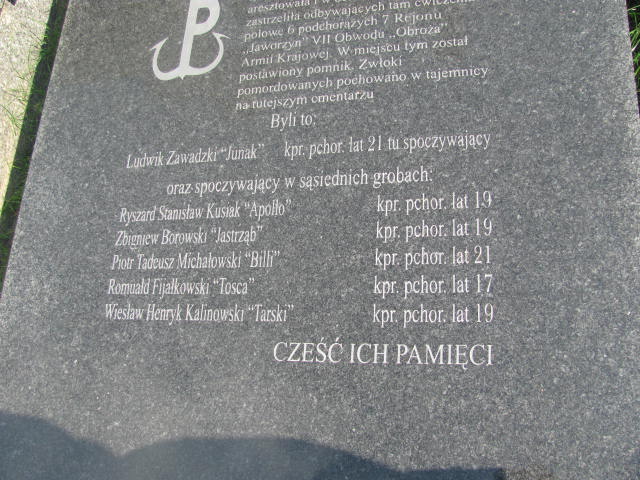 aresztowała i w
zastrzeliła odbywających tam ćwiczenia
polowe 6 podchorążych 7 Rejonu
„Jaworzyn” VII Obwodu „Obroża”
Armii Krajowej. W miejscu tym został
postawiony pomnik. Zwłoki
pomordowanych pochowano w tajemnicy
na tutejszym cmentarzu
Byli to:
Ludwik Zawadzki “Junak” kpr. pchor. lat 21 tu spoczywający
oraz spoczywający w sąsiednich grobach:
Ryszard Stanisław Kusiak “Apollo” kpr. pchor. lat 19
Zbigniew Borowski “Jastrząb” kpr. pchor. lat 19
Piotr Tadeusz Michałowski “Billi” kpr. pchor. lat 21
Romuald Fijałkowski “Tosca” kpr. pchor. lat 17
Wiesław Henryk Kalinowski “Tarski” kpr. pchor. lat 19
CZEŚĆ ICH PAMIĘCI